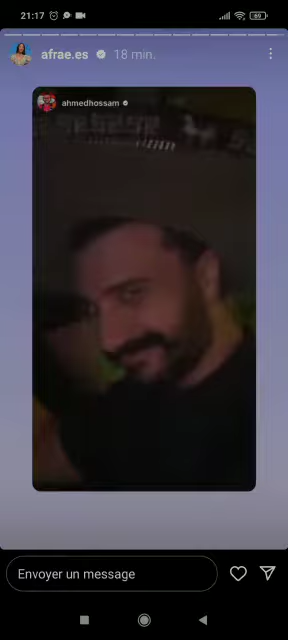 21:17
69
afrae.es 18 min.
ahmedhossam
Envoyer un message